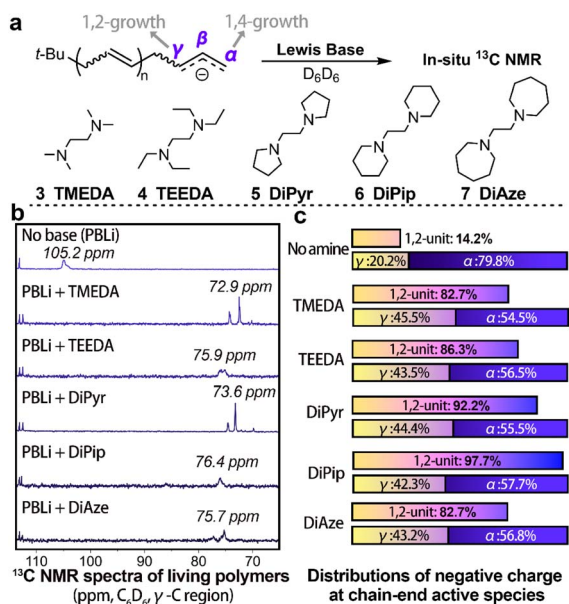 a
1,2-growth
1,4-growth
γ
β
α
t-Bu
n
Lewis Base
D6D6
In-situ ¹³C NMR
N
N
N
N
N
N
N
N
N
N
3 TMEDA
4 TEEDA
5 DiPyr
6 DiPip
7 DiAze
b
No base (PBLi)
105.2 ppm
PBLi + TMEDA
72.9 ppm
PBLi + TEEDA
75.9 ppm
PBLi + DiPyr
73.6 ppm
PBLi + DiPip
76.4 ppm
PBLi + DiAze
75.7 ppm
110 100 90 80 70
¹³C NMR spectra of living polymers
(ppm, C6D6, γ-C region)
c
No amine
1,2-unit: 14.2%
γ:20.2% α:79.8%
TMEDA
1,2-unit: 82.7%
γ:45.5% α:54.5%
TEEDA
1,2-unit: 86.3%
γ:43.5% α:56.5%
DiPyr
1,2-unit: 92.2%
γ:44.4% α:55.5%
DiPip
1,2-unit: 97.7%
γ:42.3% α:57.7%
DiAze
1,2-unit: 82.7%
γ:43.2% α:56.8%
Distributions of negative charge
at chain-end active species